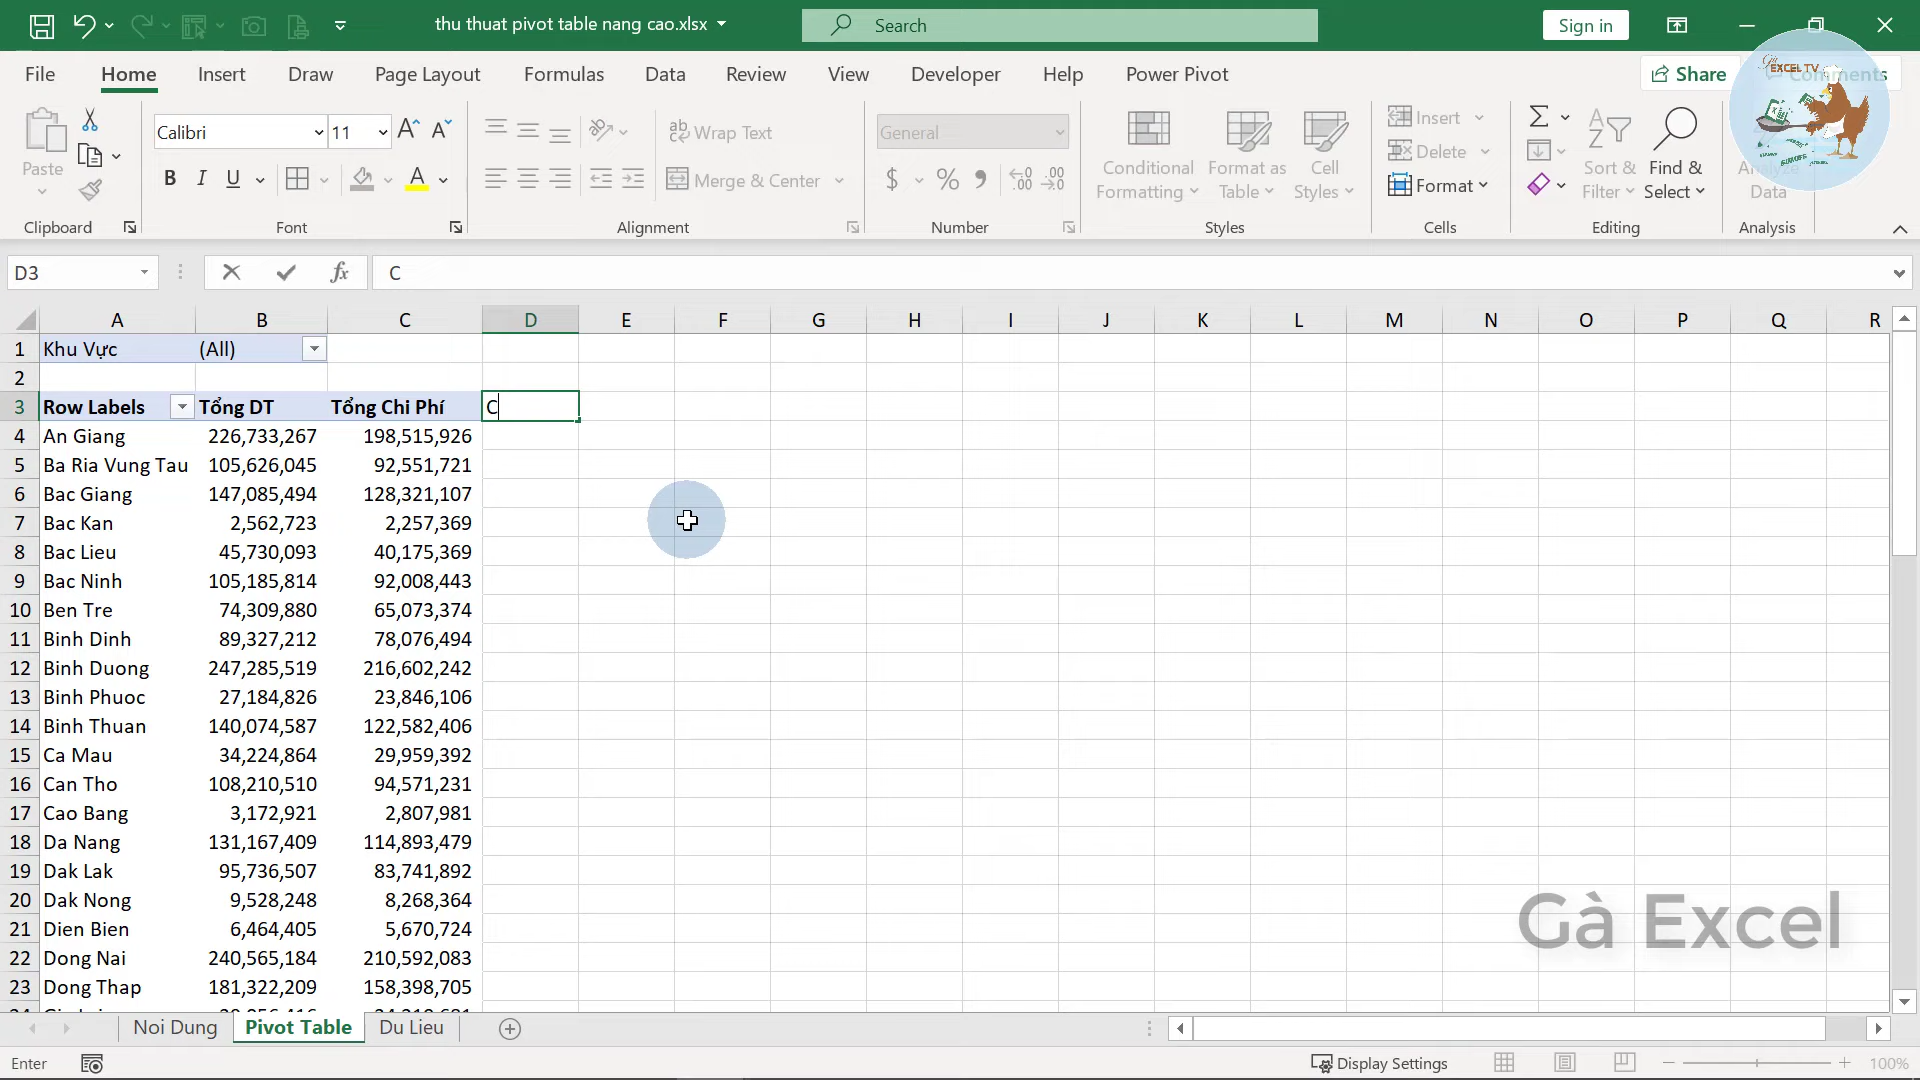 thu thuat pivot table nang cao.xlsx
Search
Sign in
File Home Insert Draw Page Layout Formulas Data Review View Developer Help Power Pivot
Share
Comments
EXCEL TV
Paste
Clipboard
Calibri 11
B I U A
Font
Wrap Text
Merge & Center
Alignment
General
$ % 9
Number
Conditional Formatting
Format as Table
Cell Styles
Styles
Insert
Delete
Format
Cells
Sort & Filter
Find & Select
Editing
Analyze Data
Analysis
D3 fx C
A B C D E F G H I J K L M N O P Q R
1 Khu Vực (All)
2
3 Row Labels Tổng DT Tổng Chi Phí C
4 An Giang 226,733,267 198,515,926
5 Ba Ria Vung Tau 105,626,045 92,551,721
6 Bac Giang 147,085,494 128,321,107
7 Bac Kan 2,562,723 2,257,369
8 Bac Lieu 45,730,093 40,175,369
9 Bac Ninh 105,185,814 92,008,443
10 Ben Tre 74,309,880 65,073,374
11 Binh Dinh 89,327,212 78,076,494
12 Binh Duong 247,285,519 216,602,242
13 Binh Phuoc 27,184,826 23,846,106
14 Binh Thuan 140,074,587 122,582,406
15 Ca Mau 34,224,864 29,959,392
16 Can Tho 108,210,510 94,571,231
17 Cao Bang 3,172,921 2,807,981
18 Da Nang 131,167,409 114,893,479
19 Dak Lak 95,736,507 83,741,892
20 Dak Nong 9,528,248 8,268,364
21 Dien Bien 6,464,405 5,670,724
22 Dong Nai 240,565,184 210,592,083
23 Dong Thap 181,322,209 158,398,705
Gà Excel
Noi Dung Pivot Table Du Lieu
Enter
Display Settings
100%